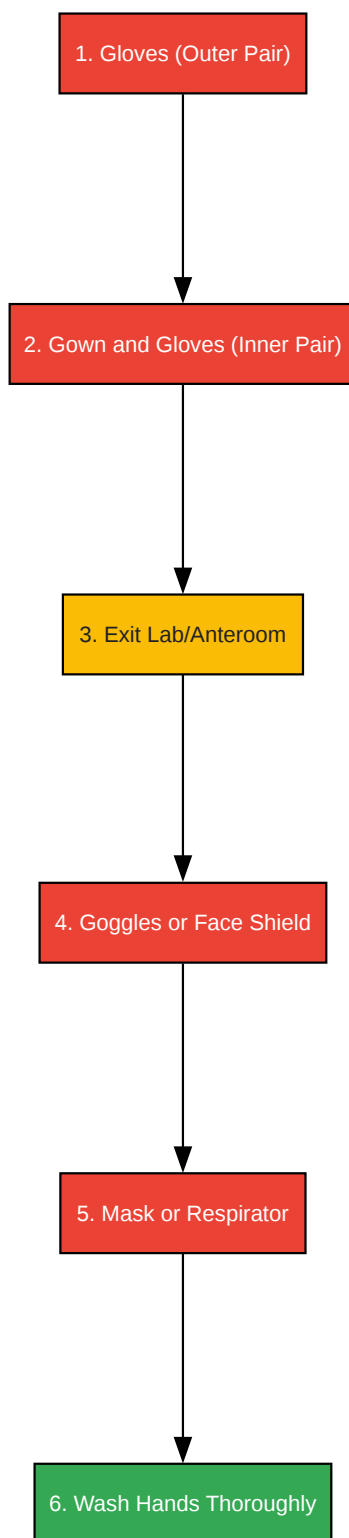 1. Gloves (Outer Pair)
2. Gown and Gloves (Inner Pair)
3. Exit Lab/Anteroom
4. Goggles or Face Shield
5. Mask or Respirator
6. Wash Hands Thoroughly